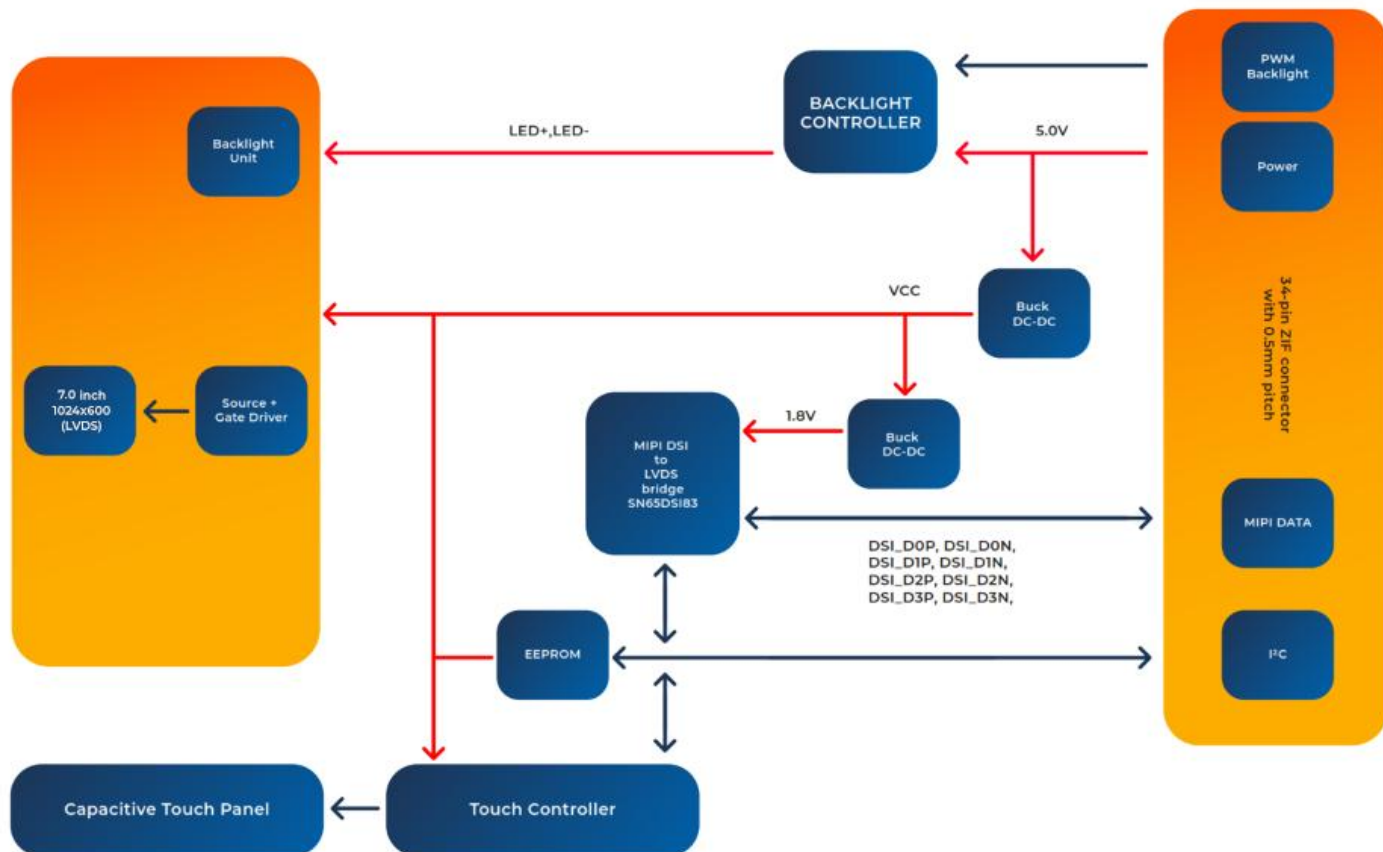 PWM
Backlight
BACKLIGHT
CONTROLLER
Backlight
Unit
LED+,LED-
5.0V
Power
VCC
Buck
DC-DC
34-pin ZIF connector
with 0.5mm pitch
7.0 inch
1024x600
(LVDS)
Source +
Gate Driver
1.8V
Buck
DC-DC
MIPI DSI
to
LVDS
bridge
SN65DSI83
MIPI DATA
DSI_D0P, DSI_D0N,
DSI_D1P, DSI_D1N,
DSI_D2P, DSI_D2N,
DSI_D3P, DSI_D3N,
EEPROM
I²C
Capacitive Touch Panel
Touch Controller